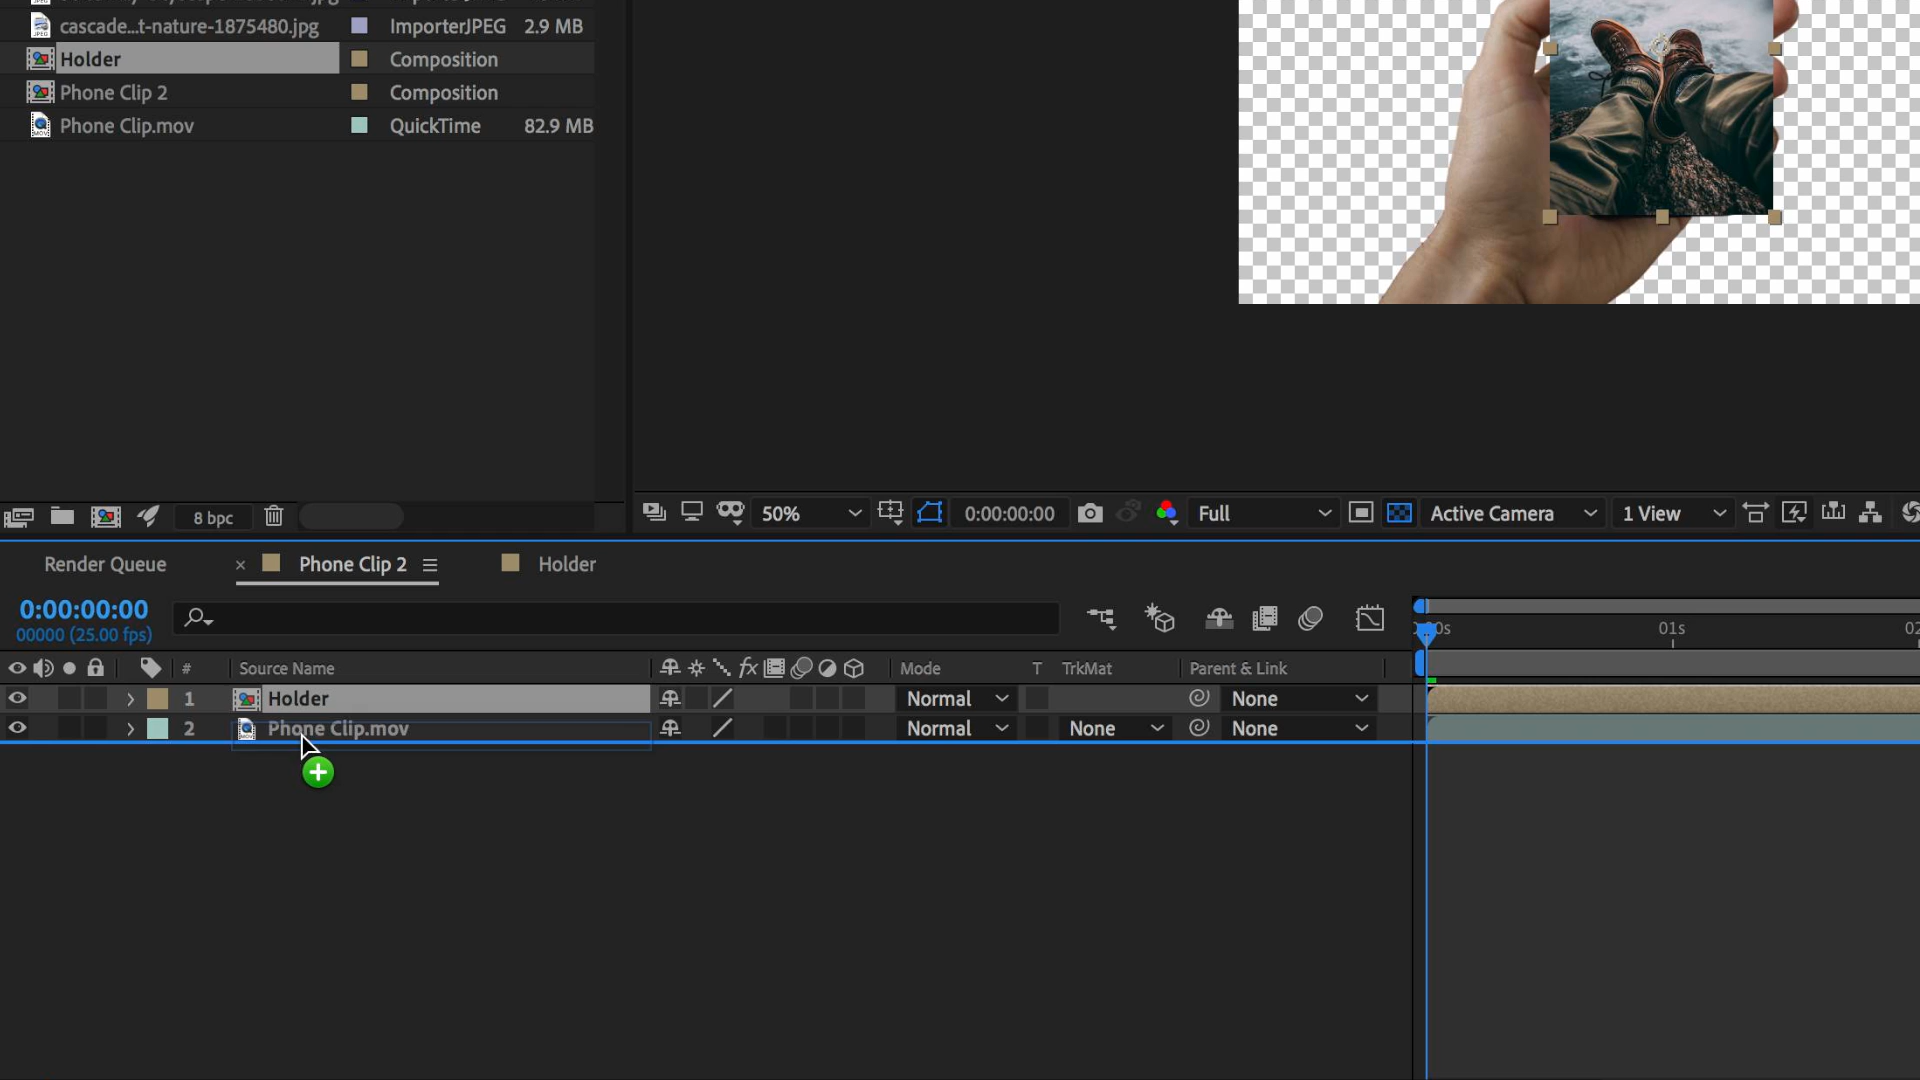 cascade...t-nature-1875480.jpg ImporterJPEG 2.9 MB
Holder Composition
Phone Clip 2 Composition
Phone Clip.mov QuickTime 82.9 MB
8 bpc 50% 0:00:00:00 Full Active Camera 1 View
Render Queue × Phone Clip 2 Holder
0:00:00:00
00000 (25.00 fps)
01s
# Source Name fx Mode T TrkMat Parent & Link
1 Holder Normal None
2 Phone Clip.mov Normal None None